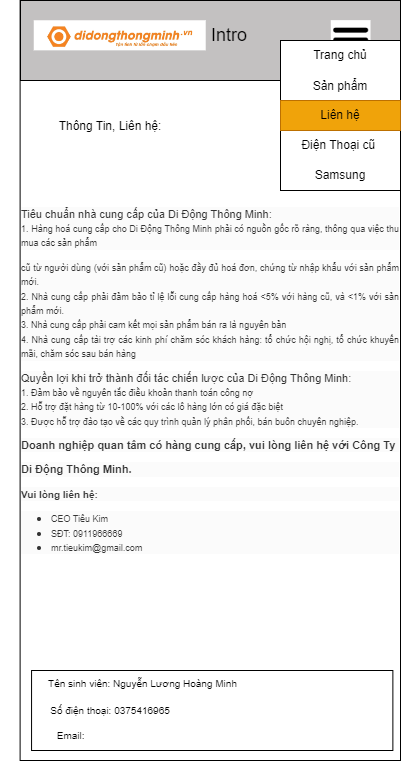 didongthongminh.vn
Intro
Trang chủ
Sản phẩm
Liên hệ
Điện Thoại cũ
Samsung
Thông Tin, Liên hệ:
Tiêu chuẩn nhà cung cấp của Di Động Thông Minh:
1. Hàng hoá cung cấp cho Di Động Thông Minh phải có nguồn gốc rõ ràng, thông qua việc thu
mua các sản phẩm
cũ từ người dùng (với sản phẩm cũ) hoặc đầy đủ hoá đơn, chứng từ nhập khẩu với sản phẩm
mới.
2. Nhà cung cấp phải đảm bảo tỉ lệ lỗi cung cấp hàng hoá <5% với hàng cũ, và <1% với sản
phẩm mới.
3. Nhà cung cấp phải cam kết mọi sản phẩm bán ra là nguyên bản
4. Nhà cung cấp tài trợ các kinh phí chăm sóc khách hàng: tổ chức hội nghị, tổ chức khuyến
mãi, chăm sóc sau bán hàng
Quyền lợi khi trở thành đối tác chiến lược của Di Động Thông Minh:
1. Đảm bảo về nguyên tắc điều khoản thanh toán công nợ
2. Hỗ trợ đặt hàng từ 10-100% với các lô hàng lớn có giá đặc biệt
3. Được hỗ trợ đào tạo về các quy trình quản lý phân phối, bán buôn chuyên nghiệp.
Doanh nghiệp quan tâm có hàng cung cấp, vui lòng liên hệ với Công Ty
Di Động Thông Minh.
Vui lòng liên hệ:
CEO Tiêu Kim
SĐT: 0911966669
mr.tieukim@gmail.com
Tên sinh viên: Nguyễn Lương Hoàng Minh
Số điện thoại: 0375416965
Email: